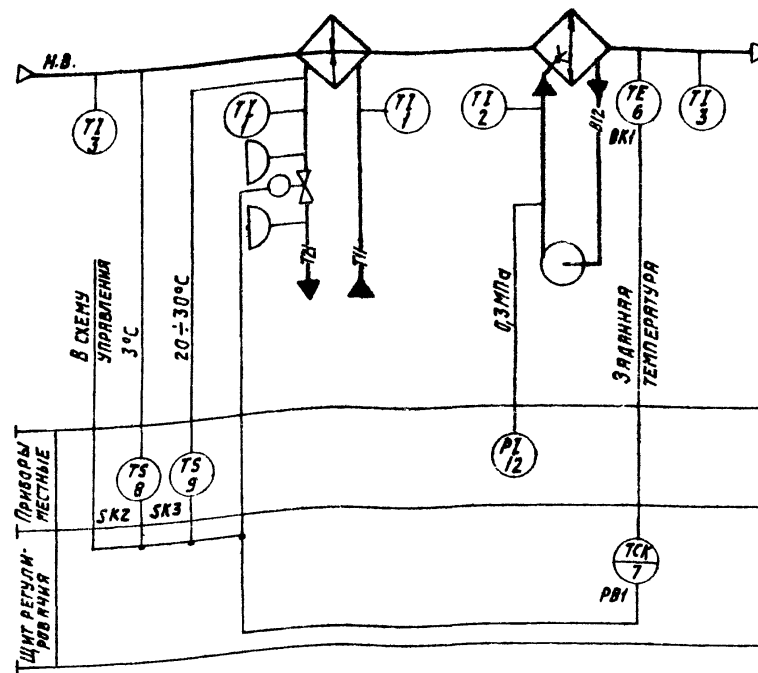 Н.В.
TI
3
TI
1
TI
1
TI
2
В12
TE
6
ВК1
TI
3
Т21
Т11
В СХЕМУ
УПРАВЛЕНИЯ
3°С
20÷30°С
0,3МПа
ЗАДАННАЯ
ТЕМПЕРАТУРА
ПРИБОРЫ
МЕСТНЫЕ
TS
8
TS
9
SK2
SK3
PI
12
ЩИТ РЕГУЛИ-
РОВАНИЯ
TCK
7
РВ1